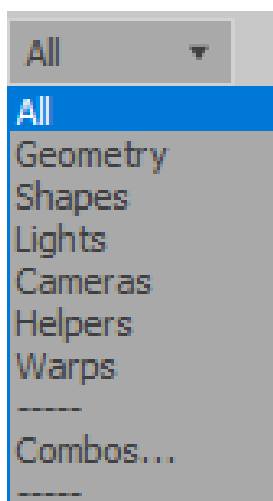 All
All
Geometry
Shapes
Lights
Cameras
Helpers
Warps
-----
Combos...
-----